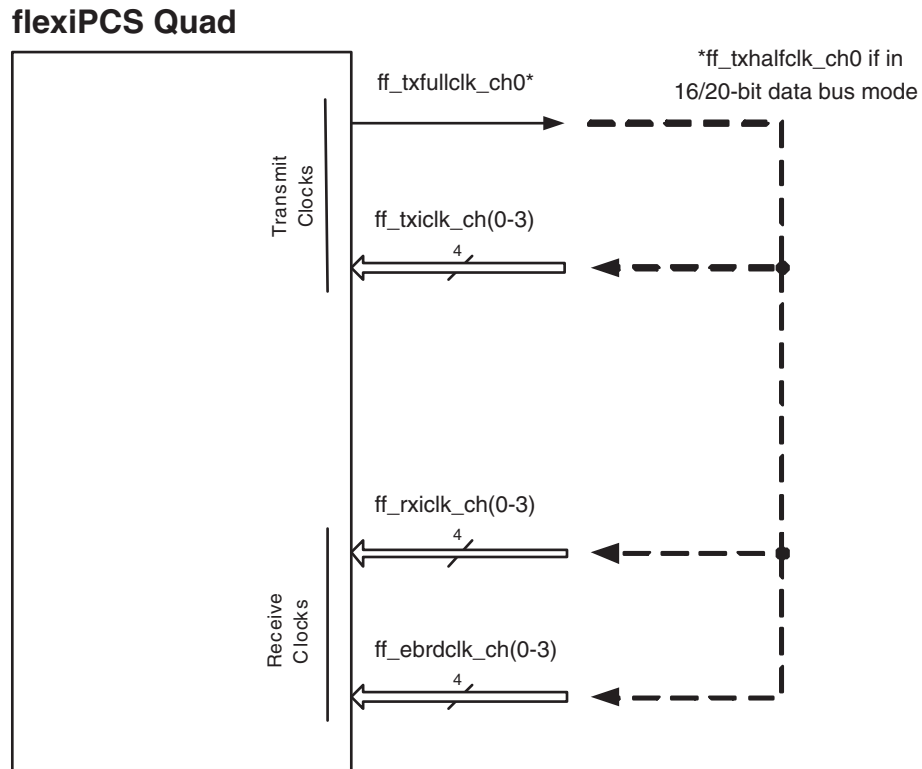 flexiPCS Quad
ff_txfullclk_ch0*
*ff_txhalfclk_ch0 if in
16/20-bit data bus mode
Transmit
Clocks
ff_txiclk_ch(0-3)
4
ff_rxiclk_ch(0-3)
4
Receive
Clocks
ff_ebrdclk_ch(0-3)
4